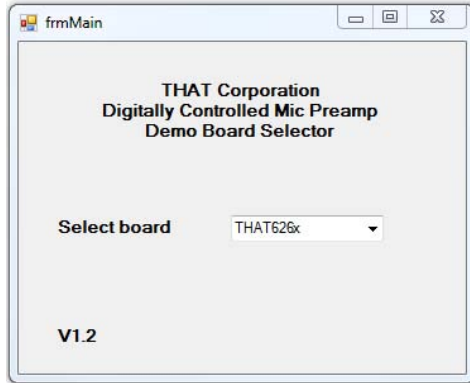 frmMain
THAT Corporation
Digitally Controlled Mic Preamp
Demo Board Selector
Select board THAT626x
V1.2